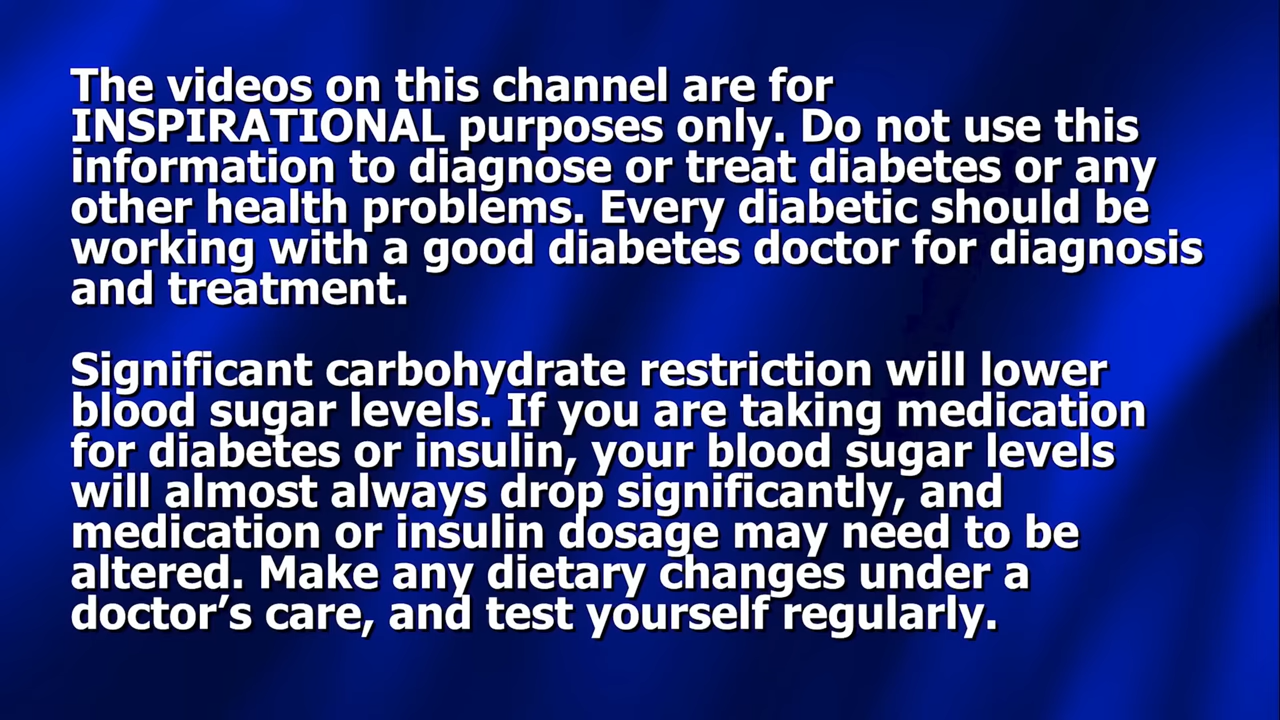 The videos on this channel are for
INSPIRATIONAL purposes only. Do not use this
information to diagnose or treat diabetes or any
other health problems. Every diabetic should be
working with a good diabetes doctor for diagnosis
and treatment.
Significant carbohydrate restriction will lower
blood sugar levels. If you are taking medication
for diabetes or insulin, your blood sugar levels
will almost always drop significantly, and
medication or insulin dosage may need to be
altered. Make any dietary changes under a
doctor’s care, and test yourself regularly.